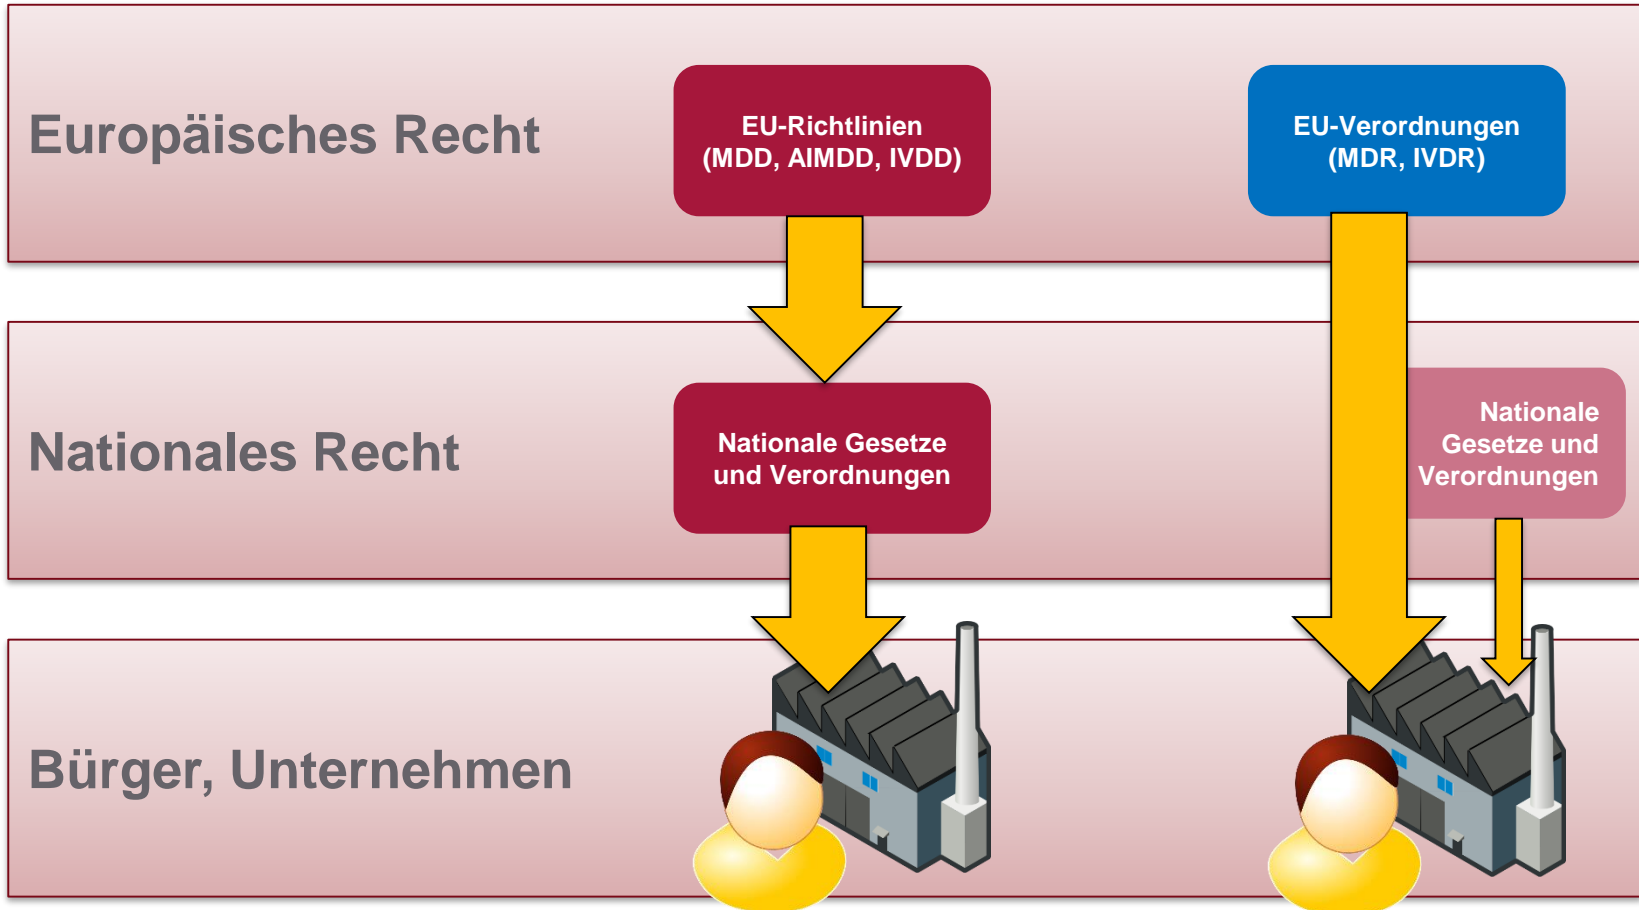 Europäisches Recht
EU-Richtlinien
(MDD, AIMDD, IVDD)
EU-Verordnungen
(MDR, IVDR)
Nationales Recht
Nationale Gesetze
und Verordnungen
Nationale
Gesetze und
Verordnungen
Bürger, Unternehmen